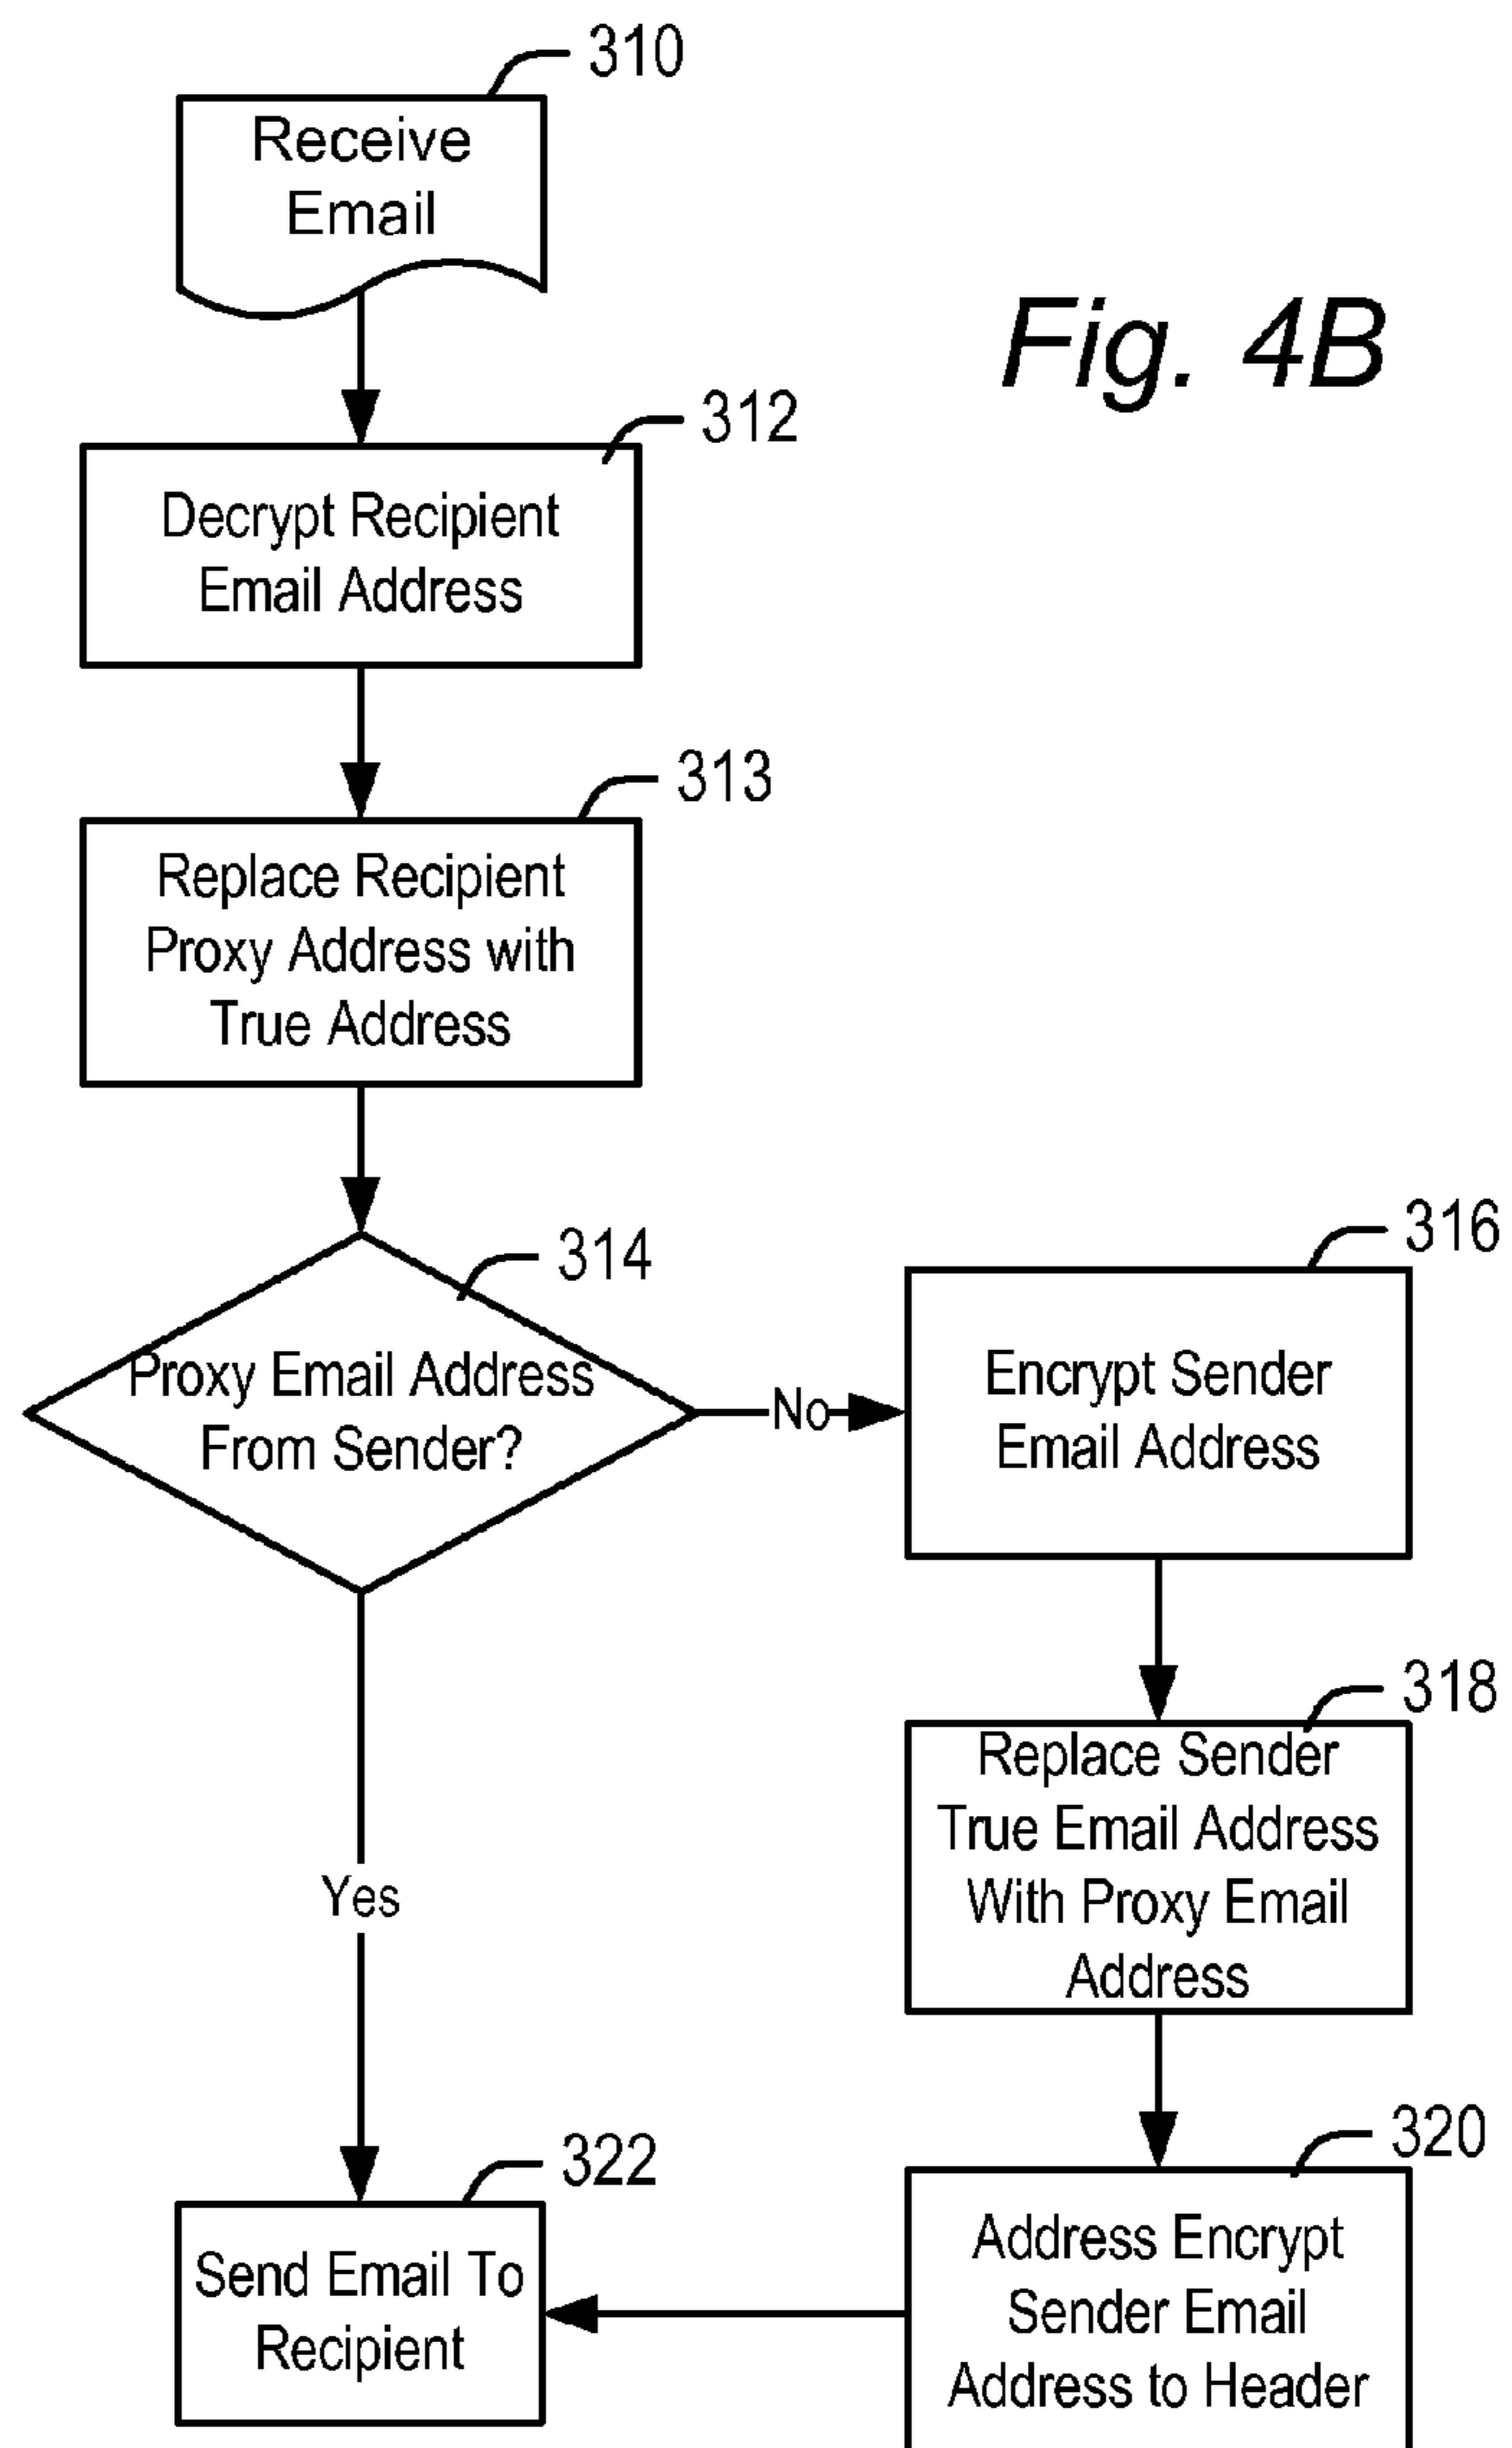 310
Receive
Email
Fig. 4B
312
Decrypt Recipient
Email Address
313
Replace Recipient
Proxy Address with
True Address
314
Proxy Email Address
From Sender?
No
316
Encrypt Sender
Email Address
318
Replace Sender
True Email Address
With Proxy Email
Address
Yes
320
Address Encrypt
Sender Email
Address to Header
322
Send Email To
Recipient